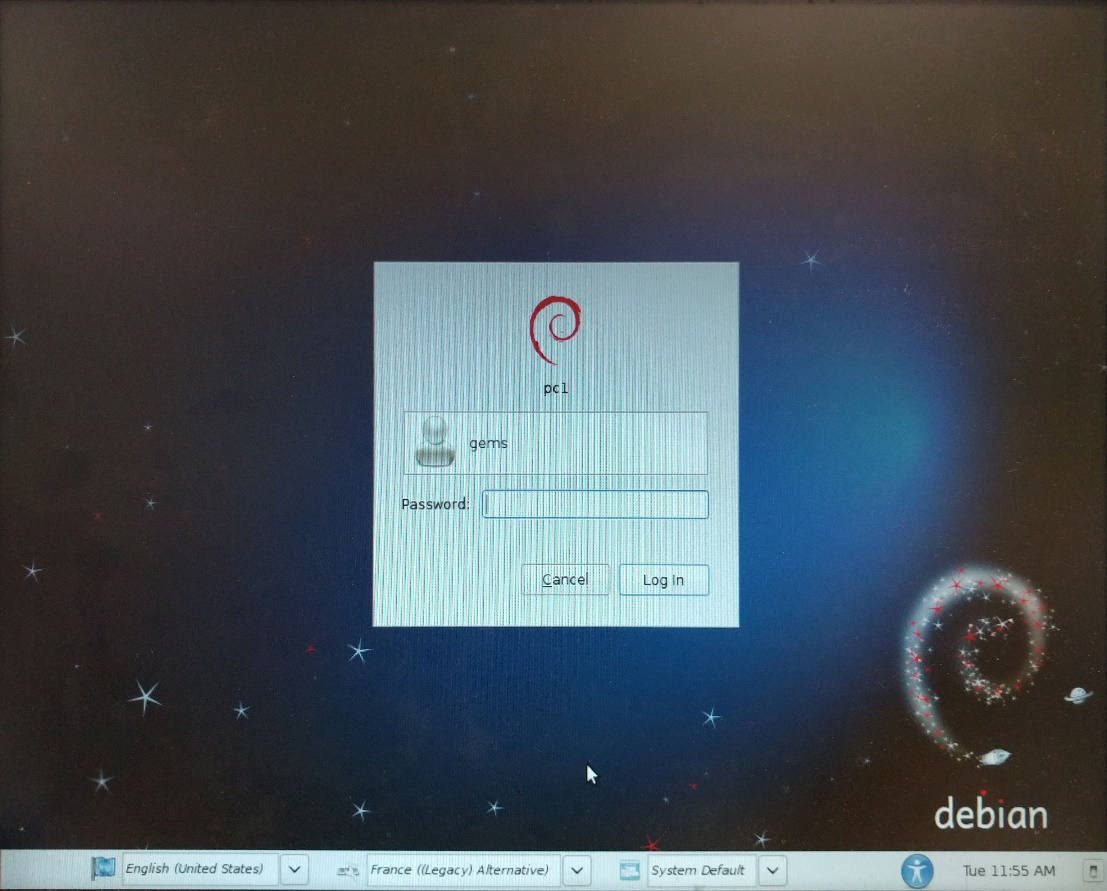 pc1
gems
Password:
Cancel
Log In
debian
English (United States)
France ((Legacy) Alternative)
System Default
Tue 11:55 AM